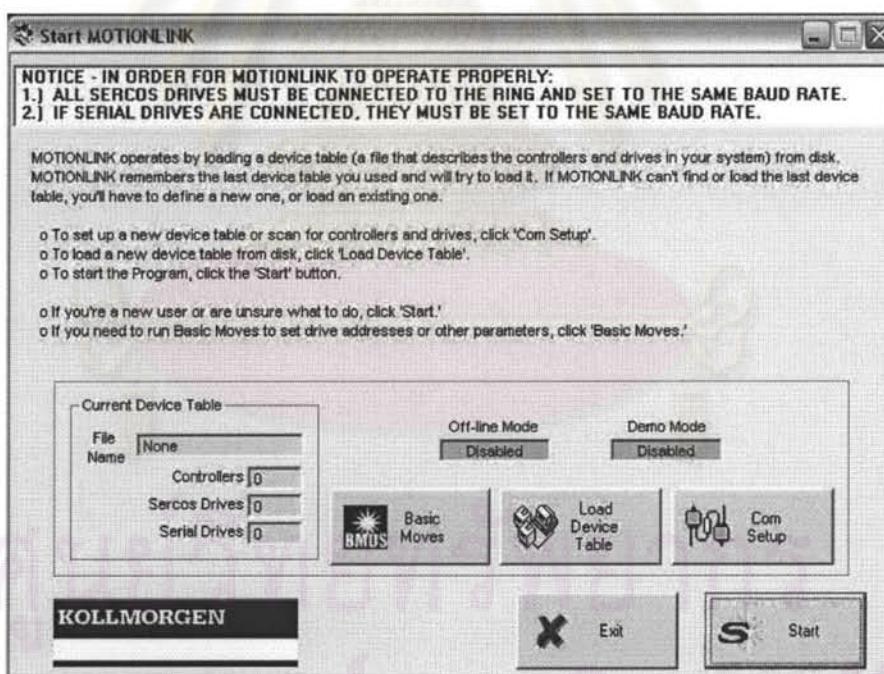 Start MOTIONLINK
NOTICE - IN ORDER FOR MOTIONLINK TO OPERATE PROPERLY:
1.) ALL SERCOS DRIVES MUST BE CONNECTED TO THE RING AND SET TO THE SAME BAUD RATE.
2.) IF SERIAL DRIVES ARE CONNECTED, THEY MUST BE SET TO THE SAME BAUD RATE.
MOTIONLINK operates by loading a device table (a file that describes the controllers and drives in your system) from disk.
MOTIONLINK remembers the last device table you used and will try to load it. If MOTIONLINK can't find or load the last device
table, you'll have to define a new one, or load an existing one.
o To set up a new device table or scan for controllers and drives, click 'Com Setup'.
o To load a new device table from disk, click 'Load Device Table'.
o To start the Program, click the 'Start' button.
o If you're a new user or are unsure what to do, click 'Start.'
o If you need to run Basic Moves to set drive addresses or other parameters, click 'Basic Moves.'
Current Device Table
File Name
None
Controllers 0
Sercos Drives 0
Serial Drives 0
Off-line Mode
Disabled
Demo Mode
Disabled
BMDS
Basic
Moves
Load
Device
Table
Com
Setup
KOLLMORGEN
Exit
Start